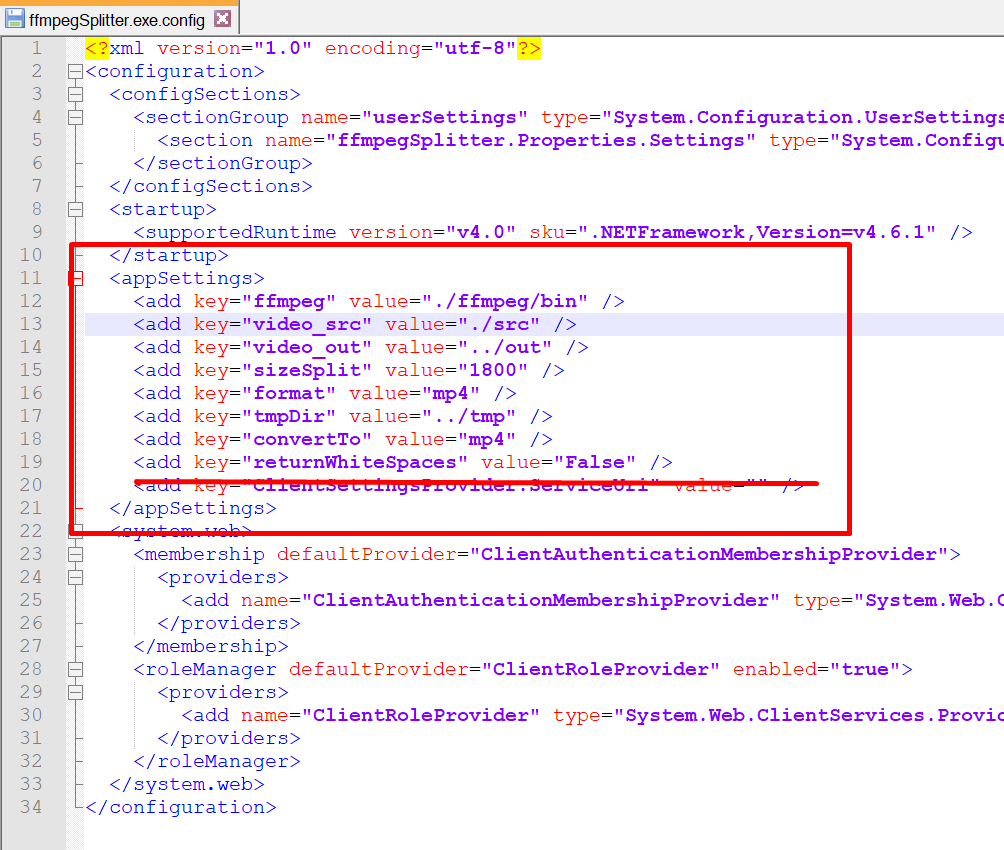 ffmpegSplitter.exe.config
1 <?xml version="1.0" encoding="utf-8"?>
2 <configuration>
3 <configSections>
4 <sectionGroup name="userSettings" type="System.Configuration.UserSettings
5 <section name="ffmpegSplitter.Properties.Settings" type="System.Configu
6 </sectionGroup>
7 </configSections>
8 <startup>
9 <supportedRuntime version="v4.0" sku=".NETFramework,Version=v4.6.1" />
10 </startup>
11 <appSettings>
12 <add key="ffmpeg" value="./ffmpeg/bin" />
13 <add key="video_src" value="./src" />
14 <add key="video_out" value="../out" />
15 <add key="sizeSplit" value="1800" />
16 <add key="format" value="mp4" />
17 <add key="tmpDir" value="../tmp" />
18 <add key="convertTo" value="mp4" />
19 <add key="returnWhiteSpaces" value="False" />
20 <add key="ClientSettingsProvider.ServiceUri" value="" />
21 </appSettings>
22 <system.web>
23 <membership defaultProvider="ClientAuthenticationMembershipProvider">
24 <providers>
25 <add name="ClientAuthenticationMembershipProvider" type="System.Web.C
26 </providers>
27 </membership>
28 <roleManager defaultProvider="ClientRoleProvider" enabled="true">
29 <providers>
30 <add name="ClientRoleProvider" type="System.Web.ClientServices.Provid
31 </providers>
32 </roleManager>
33 </system.web>
34 </configuration>